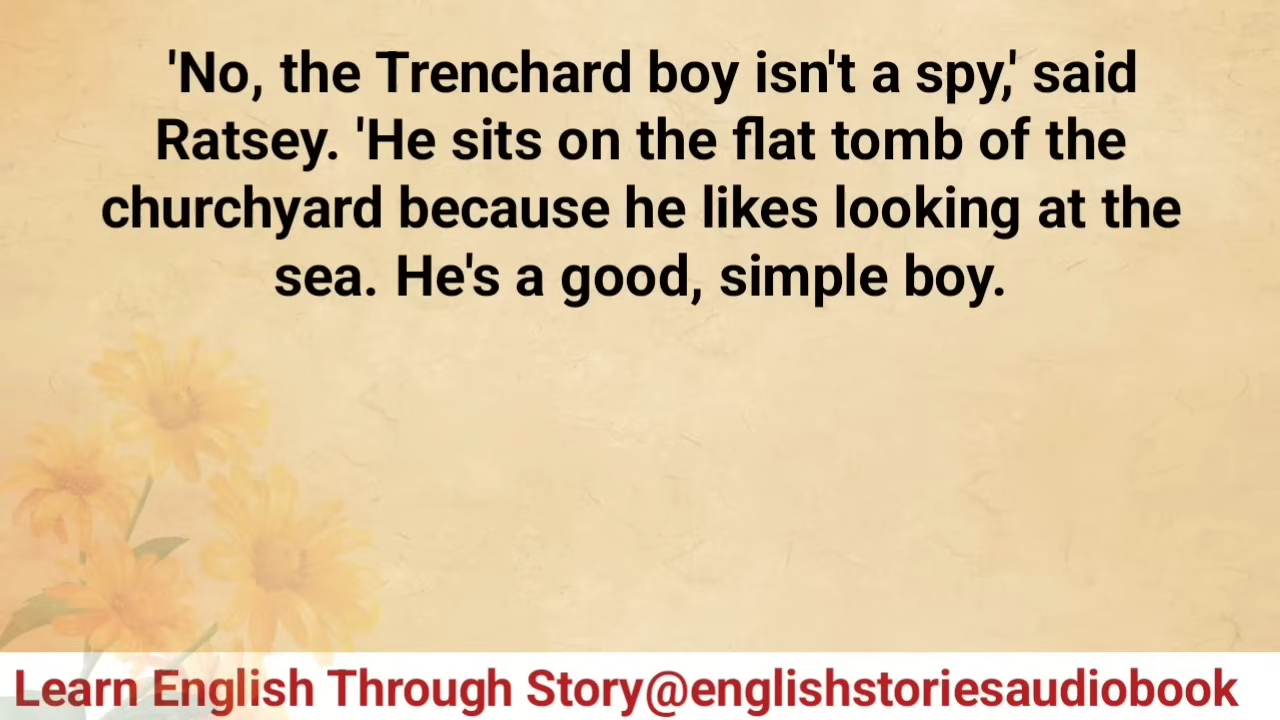 'No, the Trenchard boy isn't a spy,' said
Ratsey. 'He sits on the flat tomb of the
churchyard because he likes looking at the
sea. He's a good, simple boy.
Learn English Through Story@englishstoriesaudiobook